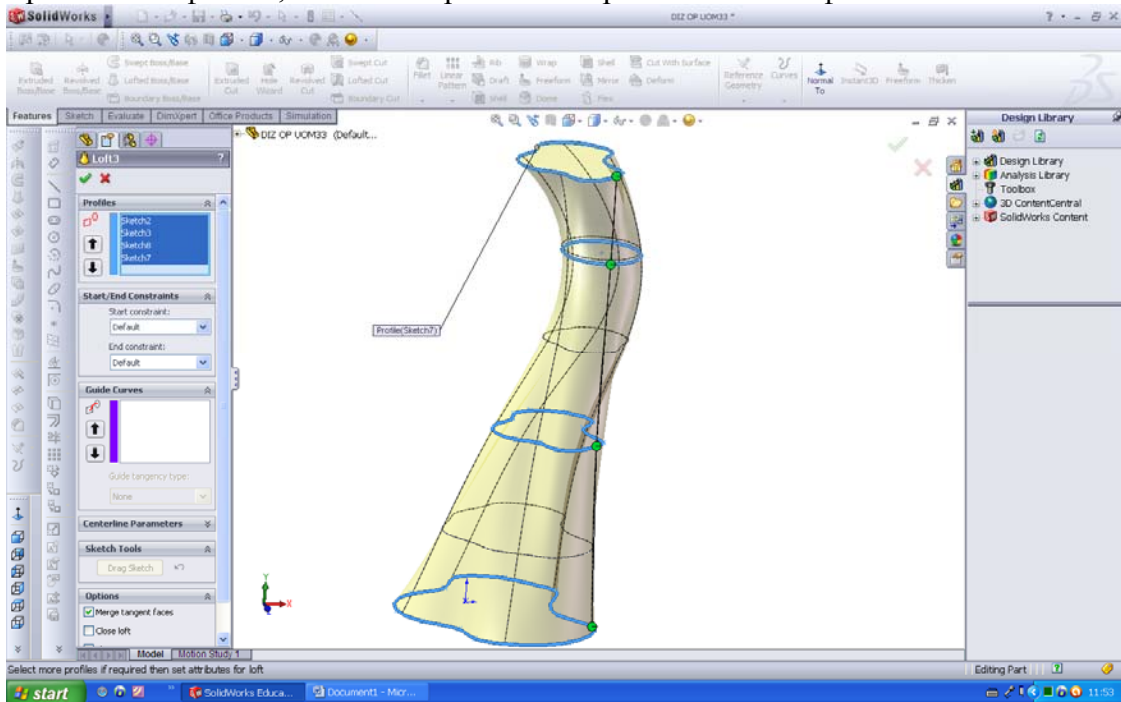 SolidWorks
DIZ OP UOM33 *
Extruded Boss/Base
Revolved Boss/Base
Swept Boss/Base
Lofted Boss/Base
Boundary Boss/Base
Extruded Cut
Hole Wizard
Revolved Cut
Swept Cut
Lofted Cut
Boundary Cut
Fillet
Linear Pattern
Rib
Draft
Shell
Wrap
Freeform
Dome
Shell
Mirror
Flex
Cut With Surface
Deform
Reference Geometry
Curves
Normal To
Instant3D
Freeform
Thicken
Features
Sketch
Evaluate
DimXpert
Office Products
Simulation
DIZ OP UOM33 (Default...
Design Library
Design Library
Analysis Library
Toolbox
3D ContentCentral
SolidWorks Content
Loft3
?
Profiles
Sketch2
Sketch3
Sketch8
Sketch7
Start/End Constraints
Start constraint:
Default
End constraint:
Default
Guide Curves
Guide tangency type:
None
Centerline Parameters
Sketch Tools
Drag Sketch
Options
Merge tangent faces
Close loft
Profile(Sketch7)
Y
X
Model
Motion Study 1
Select more profiles if required then set attributes for loft
Editing Part
start
SolidWorks Educa...
Document1 - Micr...
11:53